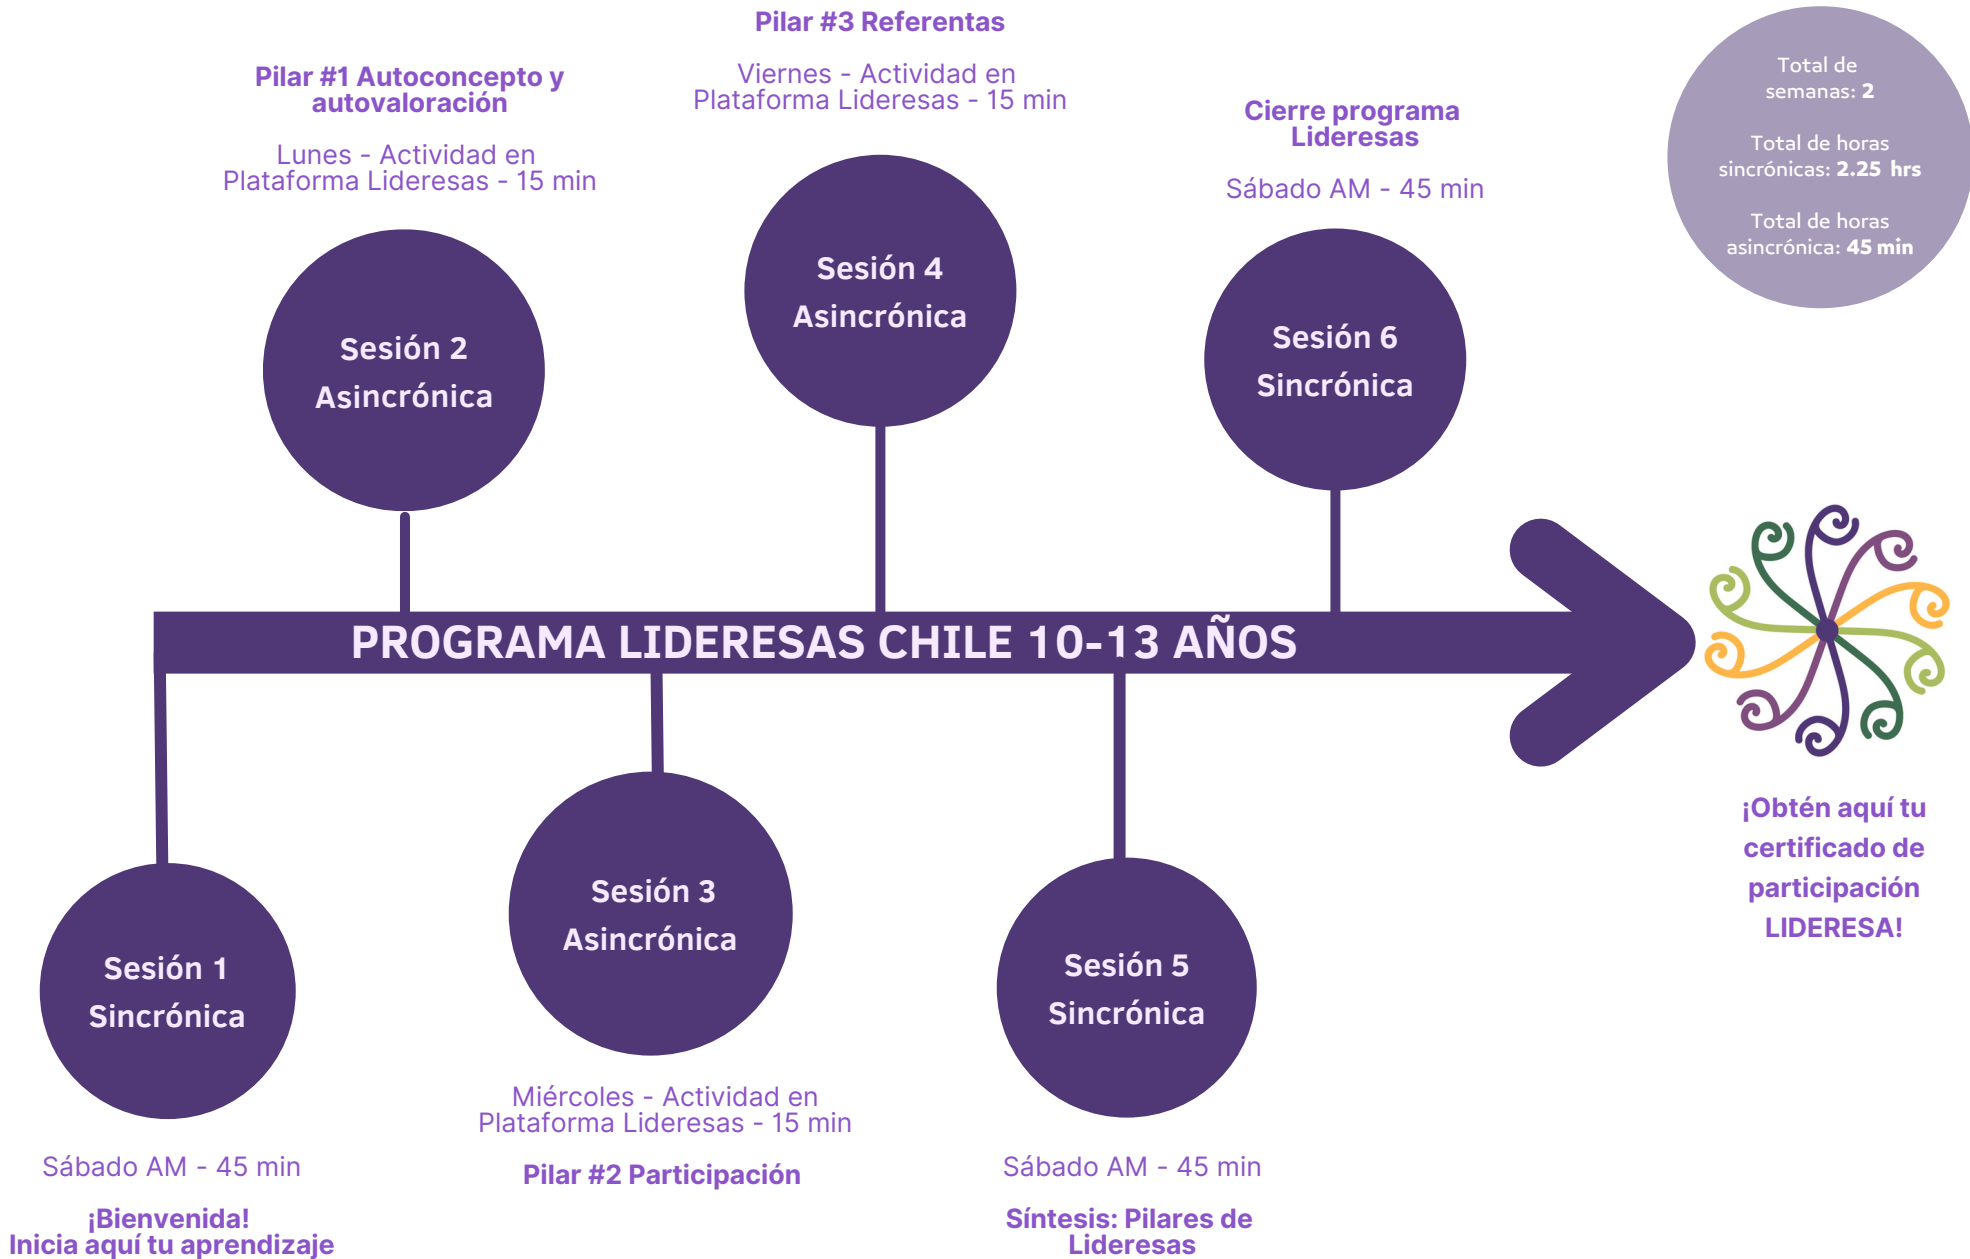 Pilar #3 Referentas
Viernes - Actividad en
Plataforma Lideresas - 15 min
Pilar #1 Autoconcepto y
autovaloración
Lunes - Actividad en
Plataforma Lideresas - 15 min
Cierre programa
Lideresas
Sábado AM - 45 min
Total de
semanas: 2
Total de horas
sincrónicas: 2.25 hrs
Total de horas
asincrónica: 45 min
Sesión 2
Asincrónica
Sesión 4
Asincrónica
Sesión 6
Sincrónica
PROGRAMA LIDERESAS CHILE 10-13 AÑOS
Sesión 1
Sincrónica
Sábado AM - 45 min
¡Bienvenida!
Inicia aquí tu aprendizaje
Sesión 3
Asincrónica
Miércoles - Actividad en
Plataforma Lideresas - 15 min
Pilar #2 Participación
Sesión 5
Sincrónica
Sábado AM - 45 min
Síntesis: Pilares de
Lideresas
¡Obtén aquí tu
certificado de
participación
LIDERESA!